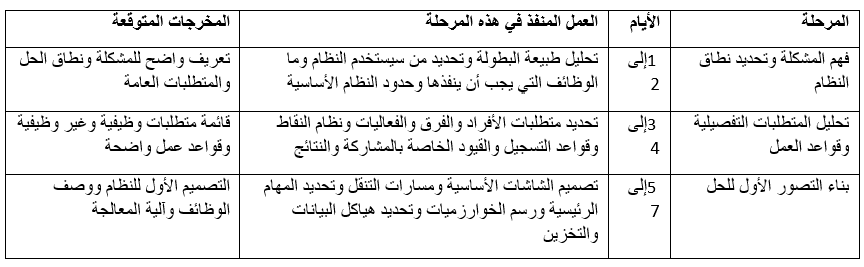 المرحلة
الأيام
العمل المنفذ في هذه المرحلة
المخرجات المتوقعة
فهم المشكلة وتحديد نطاق
النظام
1إلى
2
تحليل طبيعة البطولة وتحديد من سيستخدم النظام وما
الوظائف التي يجب أن ينفذها وحدود النظام الأساسية
تعريف واضح للمشكلة ونطاق الحل
والمتطلبات العامة
تحليل المتطلبات التفصيلية
وقواعد العمل
3إلى
4
تحديد متطلبات الأفراد والفرق والفعاليات ونظام النقاط
وقواعد التسجيل والقيود الخاصة بالمشاركة والنتائج
قائمة متطلبات وظيفية وغير وظيفية
وقواعد عمل واضحة
بناء التصور الأول للحل
5إلى
7
تصميم الشاشات الأساسية ومسارات التنقل وتحديد المهام
الرئيسية ورسم الخوارزميات وتحديد هياكل البيانات
والتخزين
التصميم الأول للنظام ووصف
الوظائف وآلية المعالجة